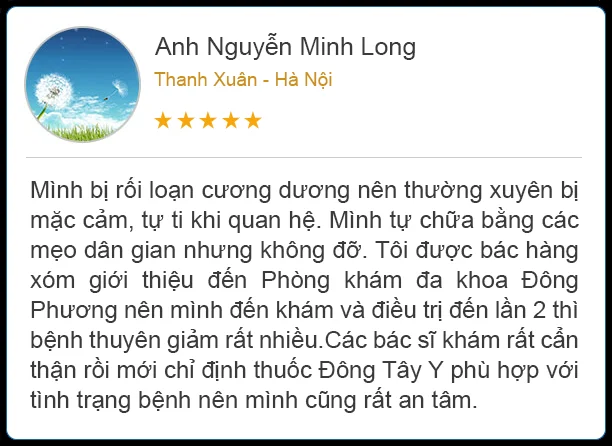 Anh Nguyễn Minh Long
Thanh Xuân - Hà Nội
Mình bị rối loạn cương dương nên thường xuyên bị
mặc cảm, tự ti khi quan hệ. Mình tự chữa bằng các
mẹo dân gian nhưng không đỡ. Tôi được bác hàng
xóm giới thiệu đến Phòng khám đa khoa Đông
Phương nên mình đến khám và điều trị đến lần 2 thì
bệnh thuyên giảm rất nhiều.Các bác sĩ khám rất cẩn
thận rồi mới chỉ định thuốc Đông Tây Y phù hợp với
tình trạng bệnh nên mình cũng rất an tâm.